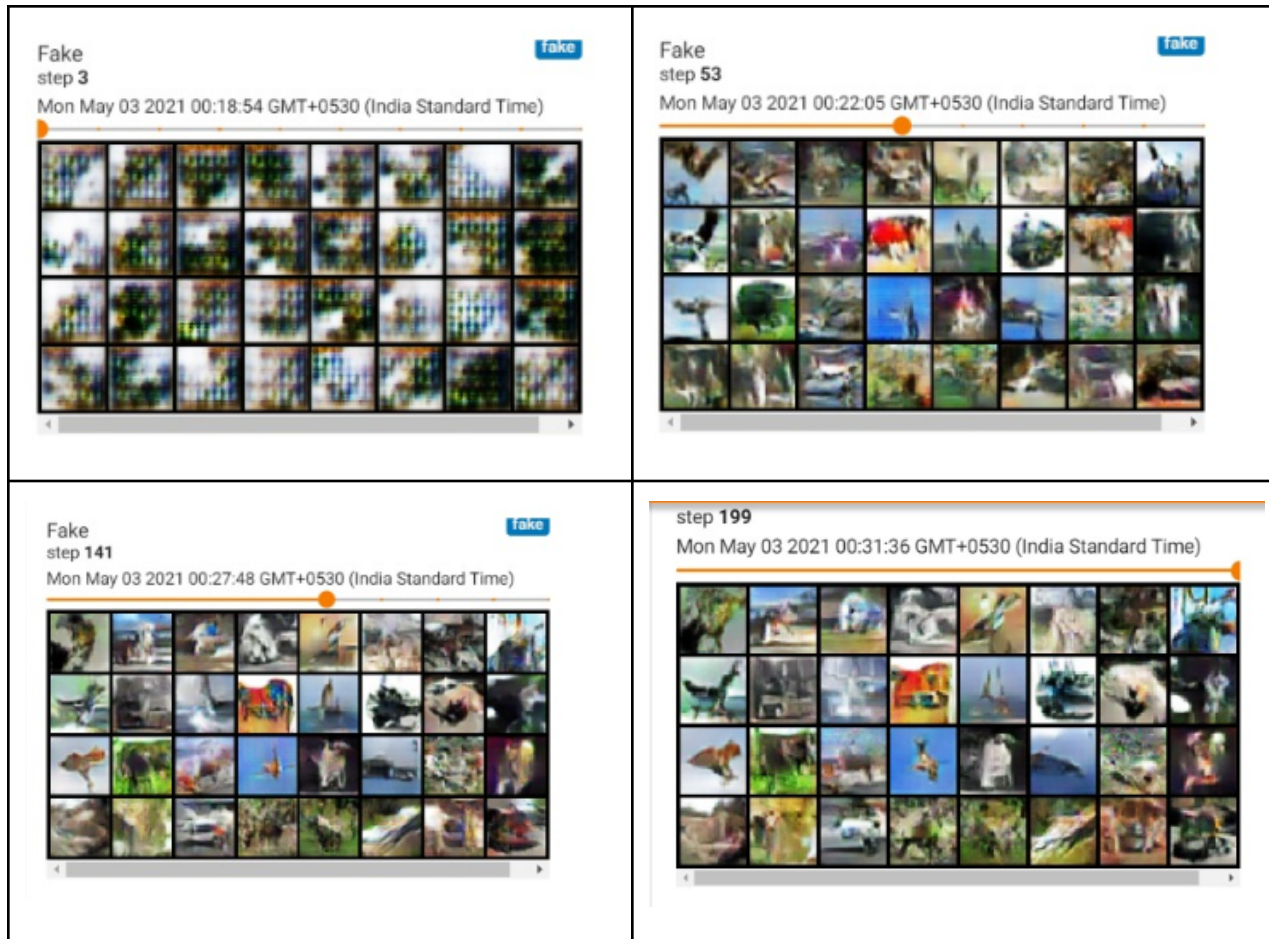 Fake
fake
step 3
Mon May 03 2021 00:18:54 GMT+0530 (India Standard Time)
Fake
fake
step 53
Mon May 03 2021 00:22:05 GMT+0530 (India Standard Time)
Fake
fake
step 141
Mon May 03 2021 00:27:48 GMT+0530 (India Standard Time)
step 199
Mon May 03 2021 00:31:36 GMT+0530 (India Standard Time)